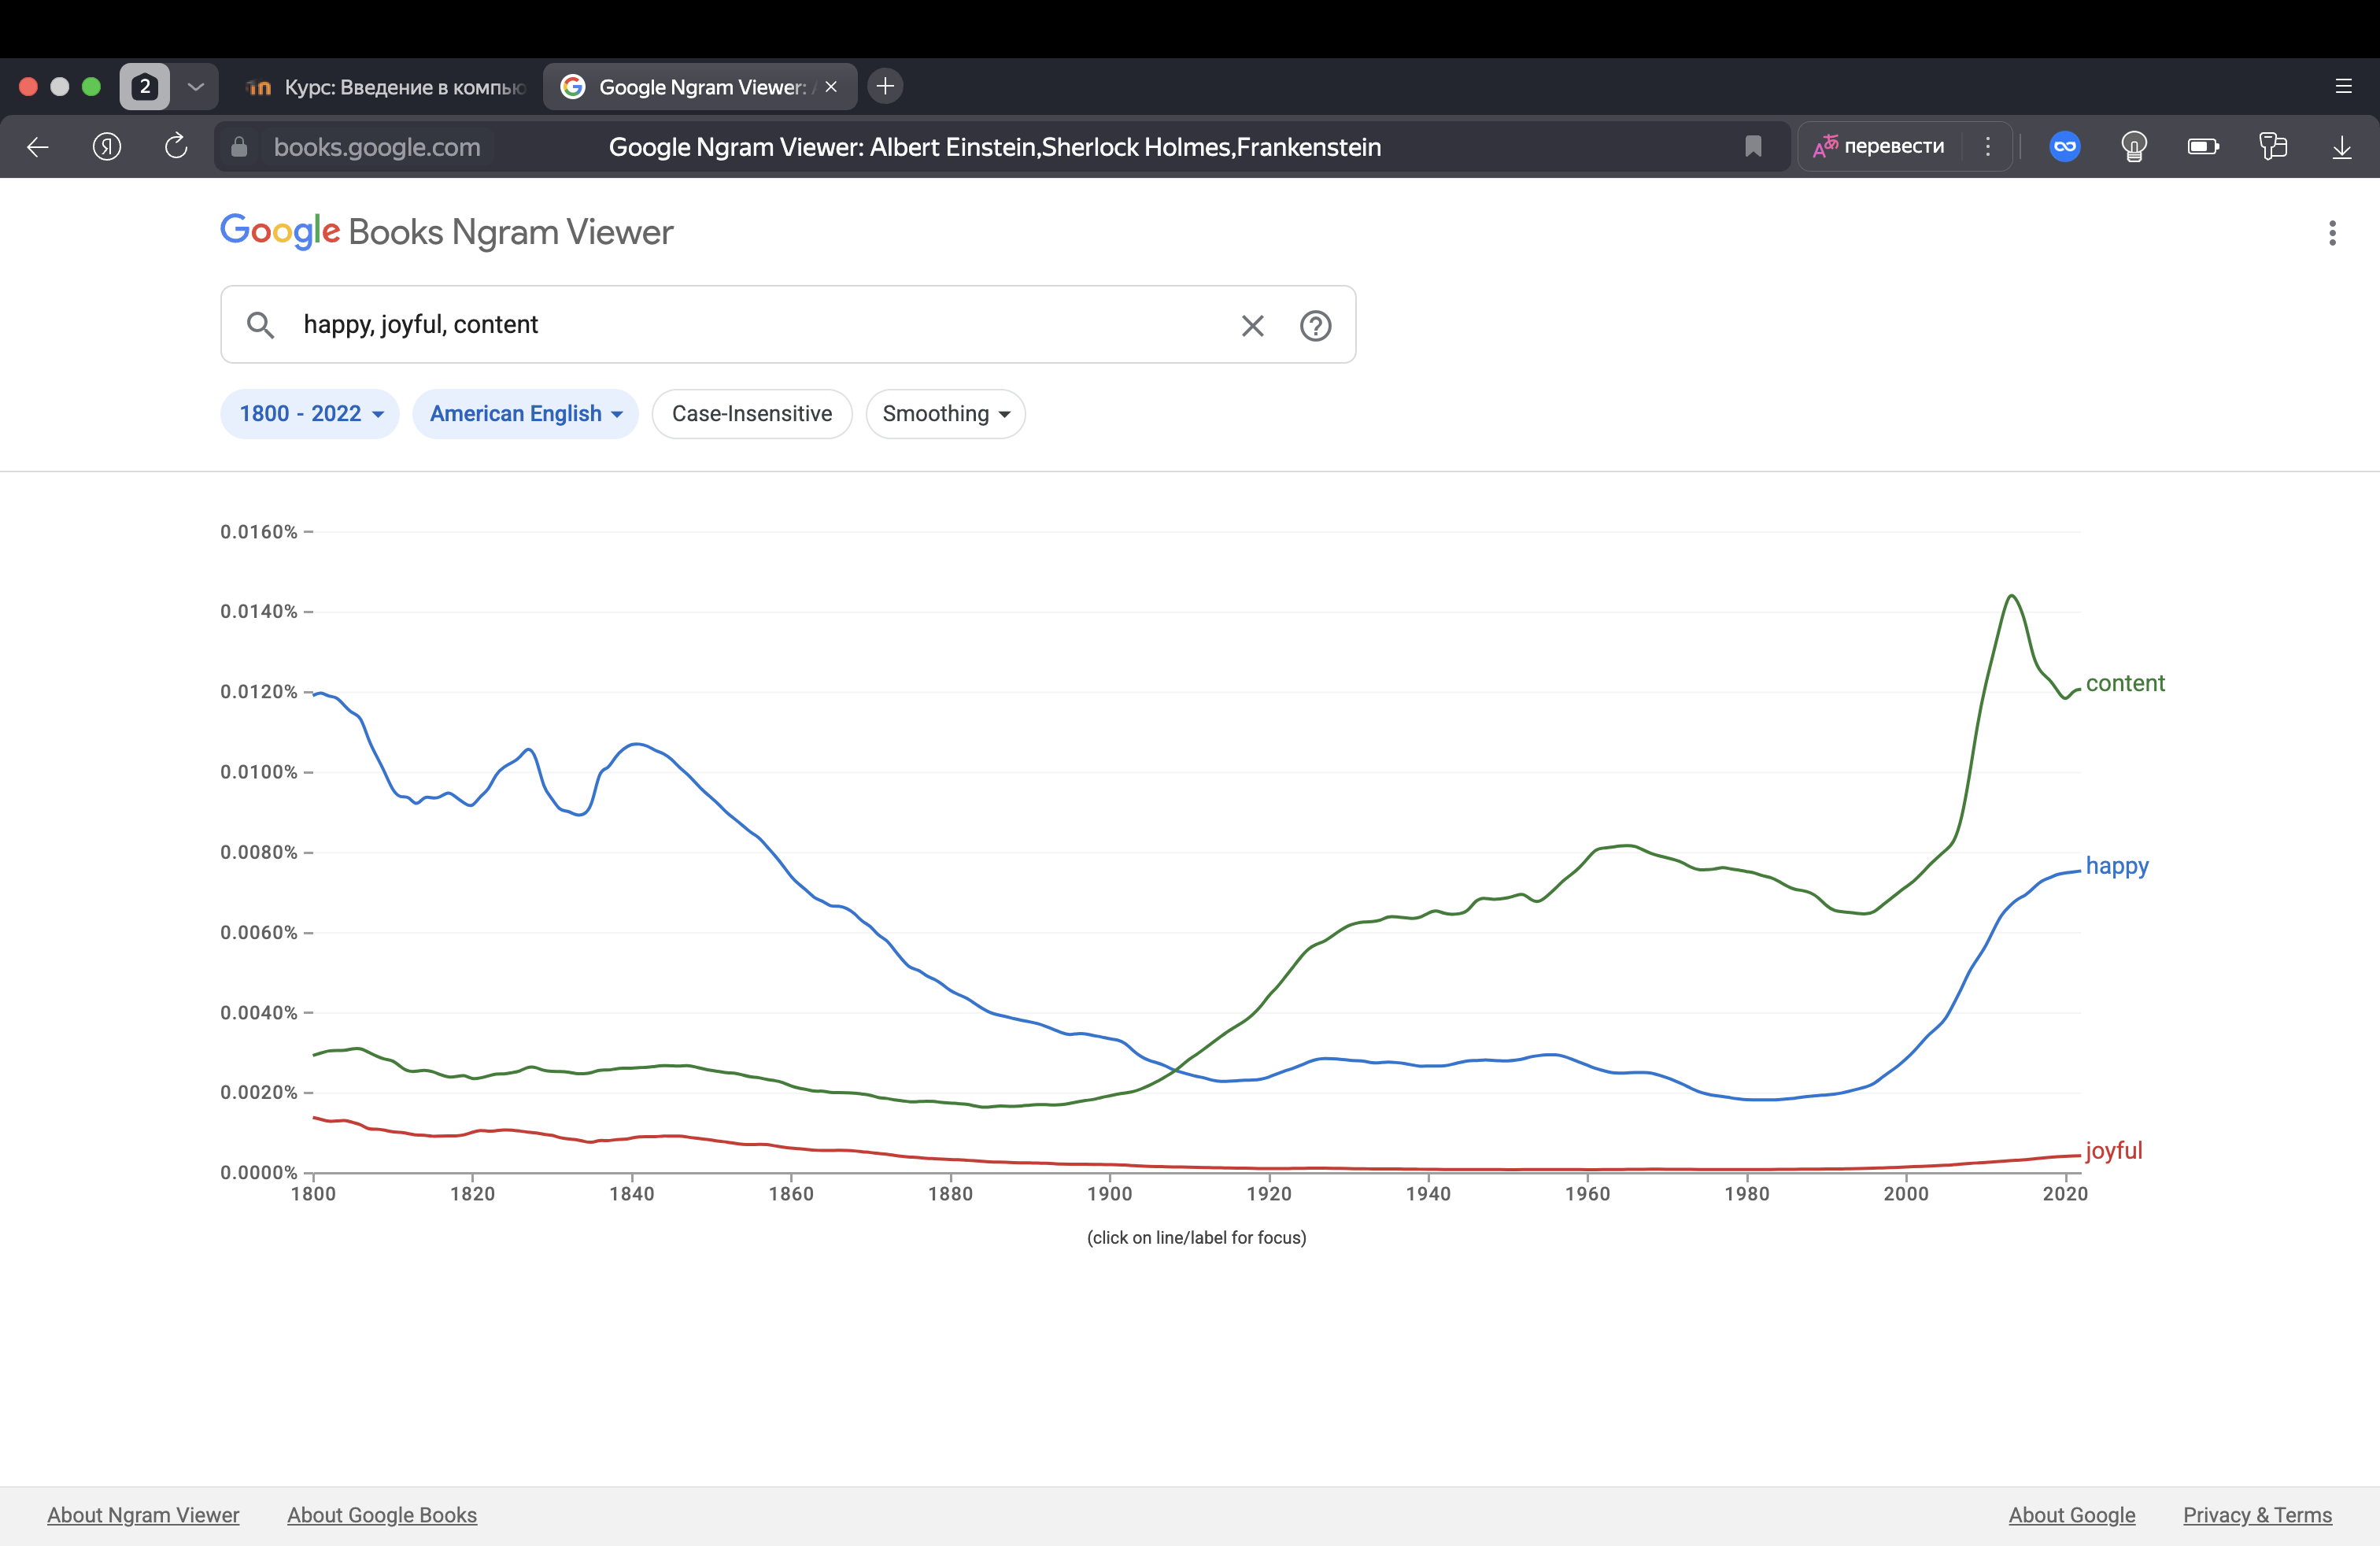 2
Курс: Введение в компью
Google Ngram Viewer:
Я
books.google.com
Google Ngram Viewer: Albert Einstein,Sherlock Holmes,Frankenstein
перевести
Google Books Ngram Viewer
happy, joyful, content
1800 - 2022
American English
Case-Insensitive
Smoothing
0.0160%
0.0140%
0.0120%
0.0100%
0.0080%
0.0060%
0.0040%
0.0020%
0.0000%
content
happy
joyful
1800 1820 1840 1860 1880 1900 1920 1940 1960 1980 2000 2020
(click on line/label for focus)
About Ngram Viewer
About Google Books
About Google
Privacy & Terms